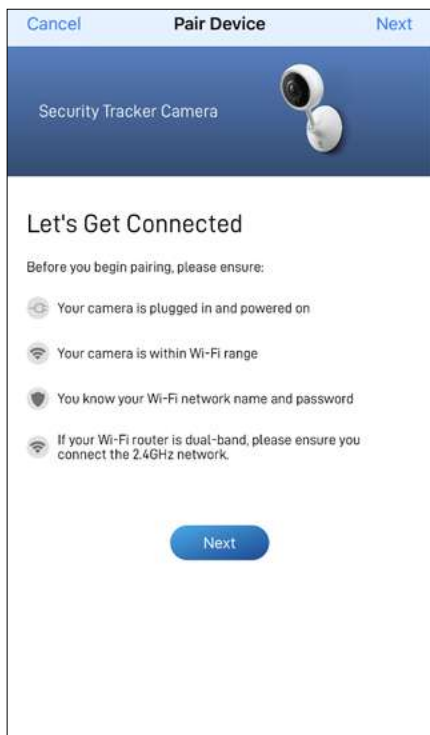 Cancel Pair Device Next
Security Tracker Camera
Let's Get Connected
Before you begin pairing, please ensure:
Your camera is plugged in and powered on
Your camera is within Wi-Fi range
You know your Wi-Fi network name and password
If your Wi-Fi router is dual-band, please ensure you
connect the 2.4GHz network.
Next